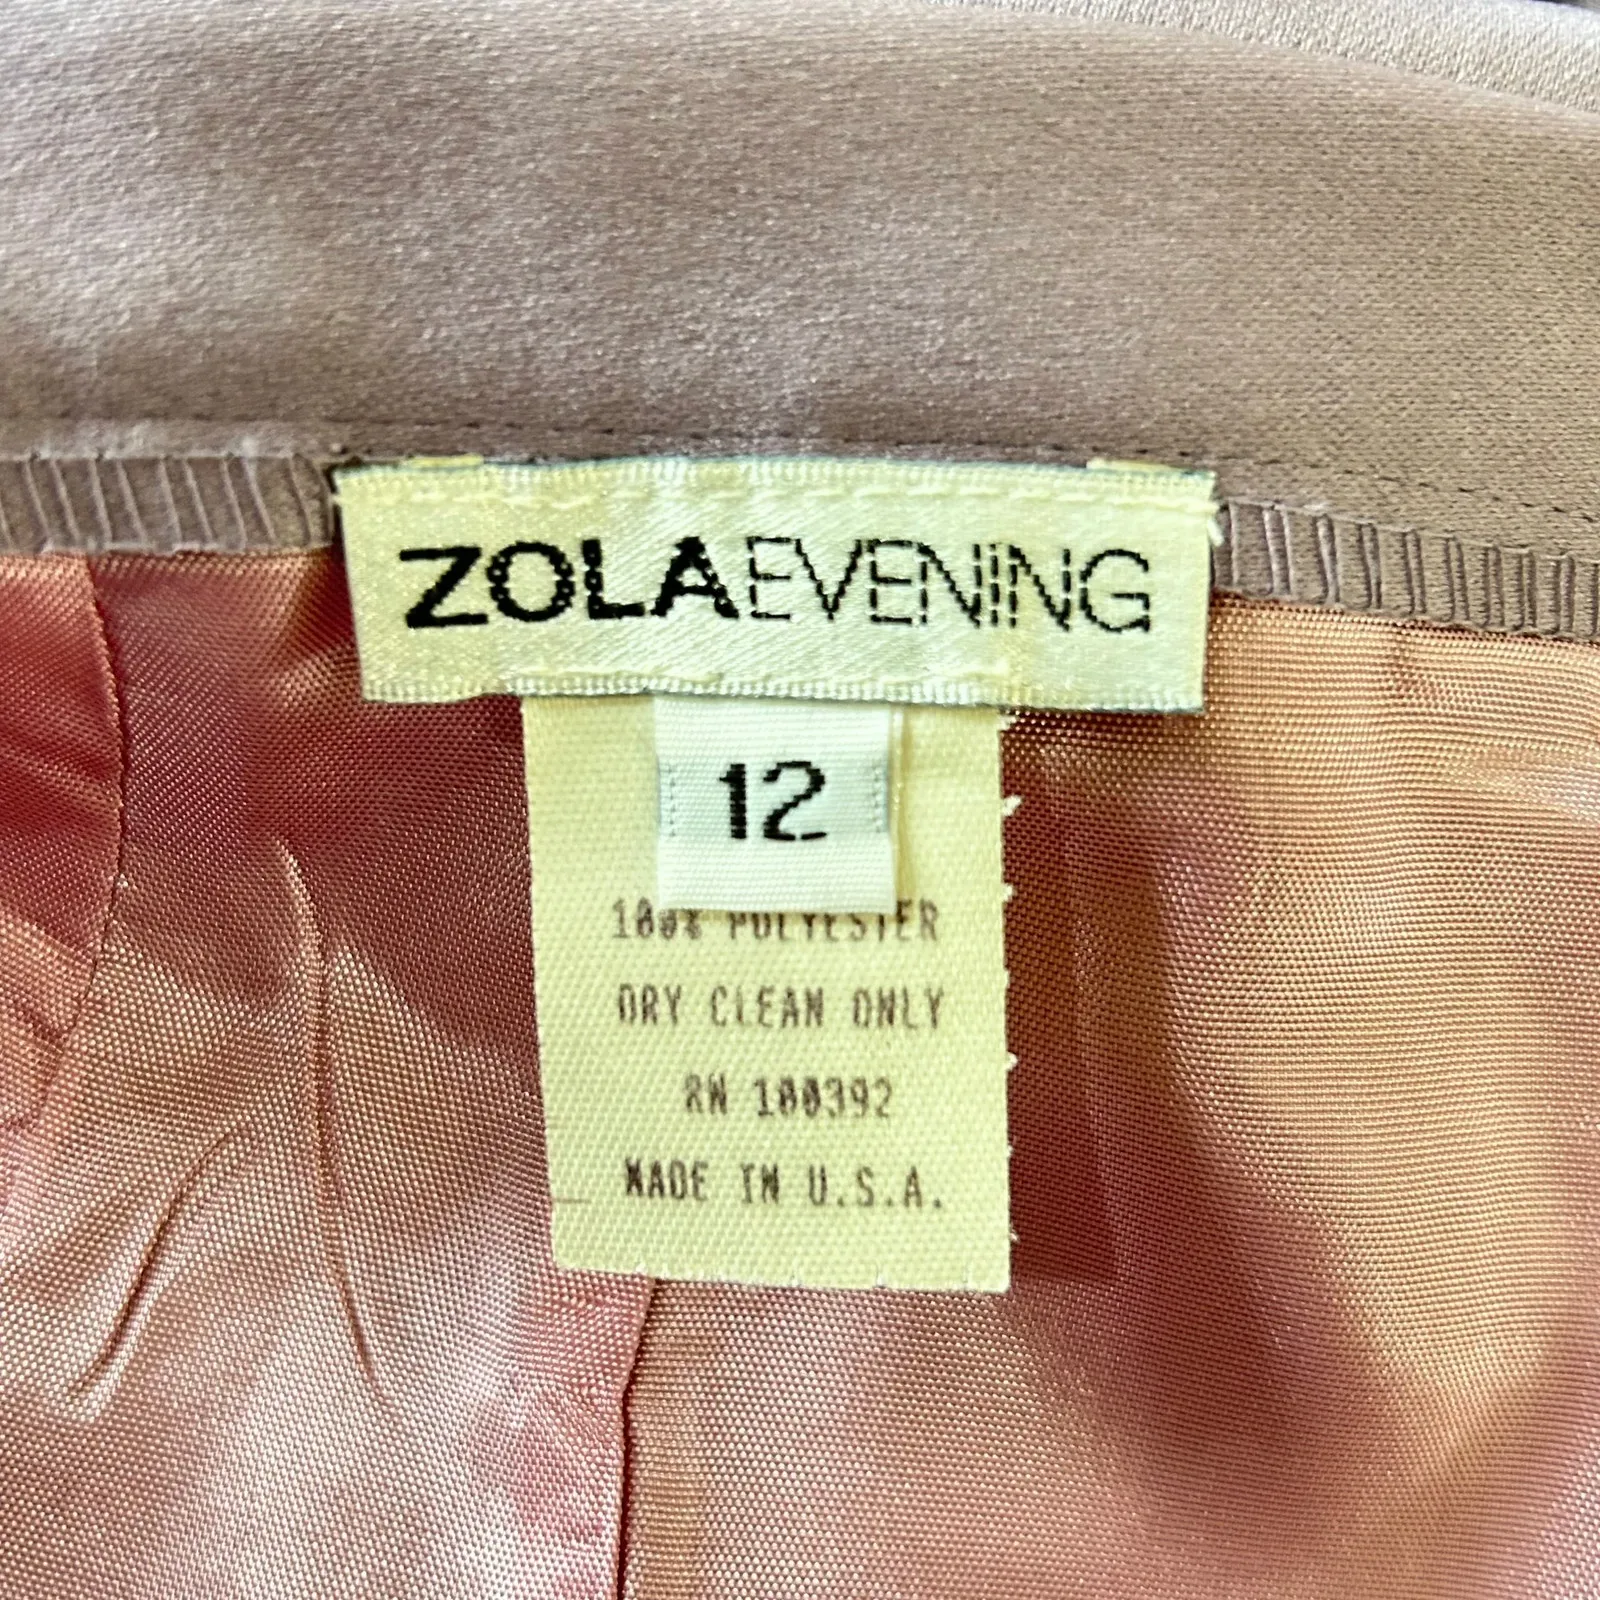 ZOLAEVENING
12
100% POLYESTER
DRY CLEAN ONLY
RN 100392
MADE IN U.S.A.